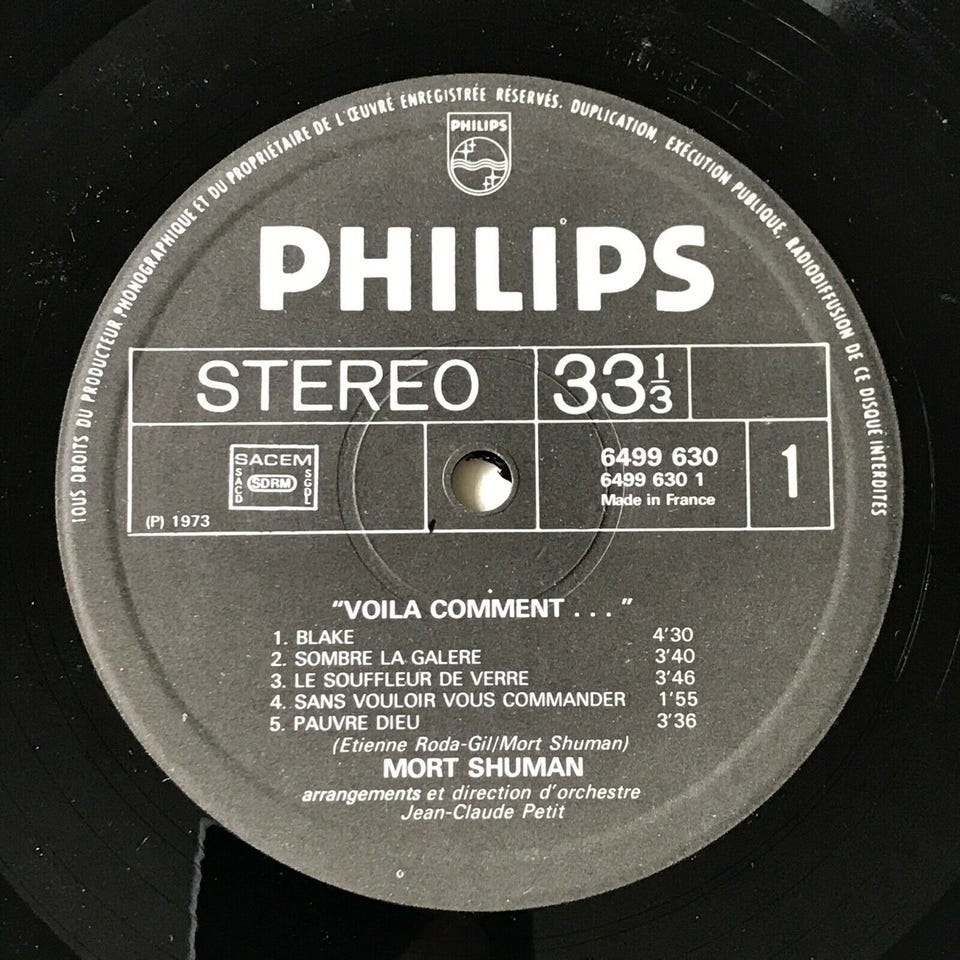 TOUS DROITS DU PRODUCTEUR PHONOGRAPHIQUE ET DU PROPRIÉTAIRE DE L'ŒUVRE ENREGISTRÉE RÉSERVÉS. DUPLICATION, EXÉCUTION PUBLIQUE, RADIODIFFUSION DE CE DISQUE INTERDITES
PHILIPS
PHILIPS
STEREO 33 1/3
SACEM
SACD SDRM SGDL
(P) 1973
6499 630
6499 630 1
Made in France
1
"VOILA COMMENT . . . "
1. BLAKE 4'30
2. SOMBRE LA GALERE 3'40
3. LE SOUFFLEUR DE VERRE 3'46
4. SANS VOULOIR VOUS COMMANDER 1'55
5. PAUVRE DIEU 3'36
(Etienne Roda-Gil/Mort Shuman)
MORT SHUMAN
arrangements et direction d'orchestre
Jean-Claude Petit